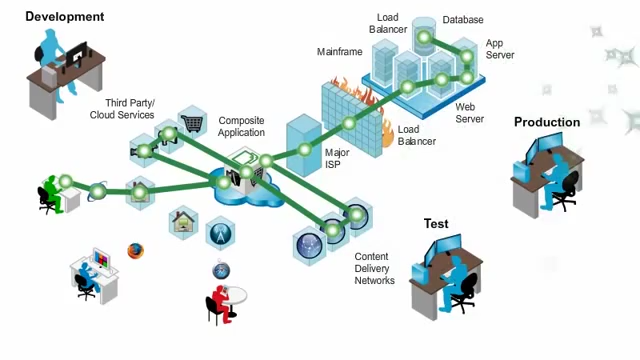 Development
Load
Balancer
Database
Mainframe
App
Server
Third Party/
Cloud Services
Composite
Application
Web
Server
Load
Balancer
Production
Major
ISP
Test
Content
Delivery
Networks